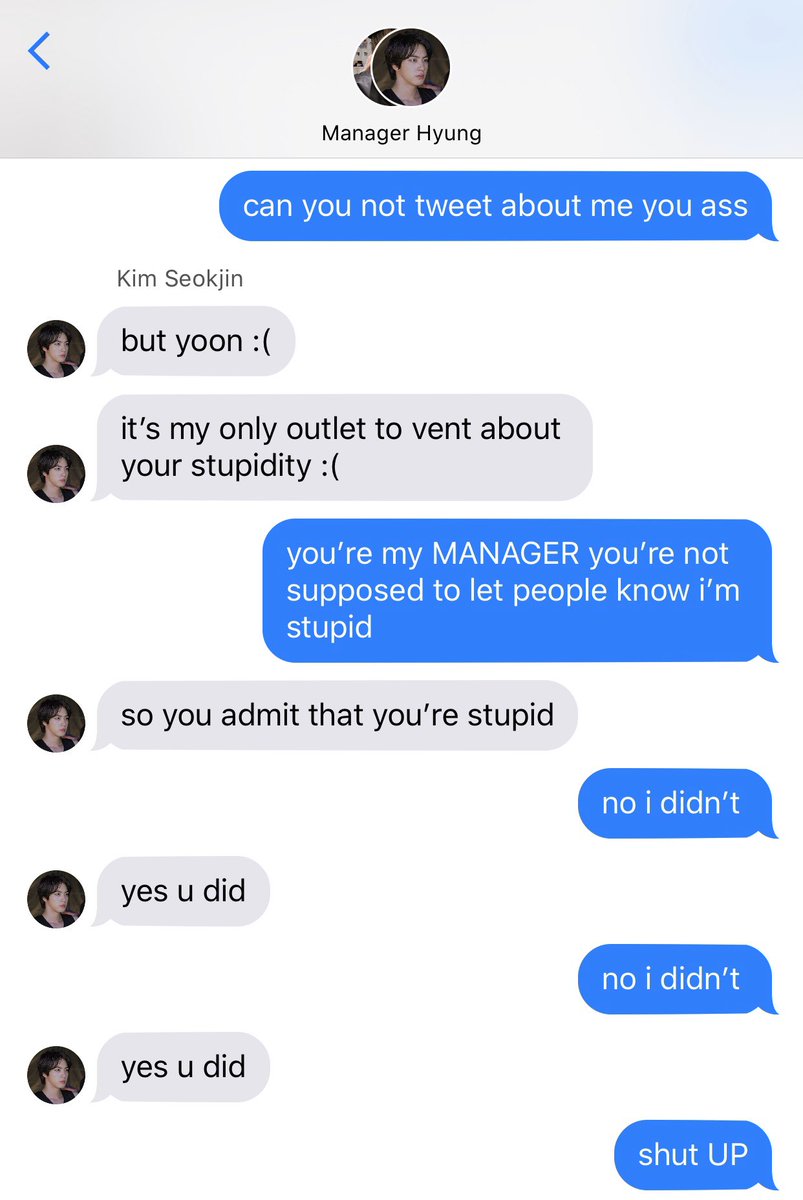 Manager Hyung
can you not tweet about me you ass
Kim Seokjin
but yoon :(
it’s my only outlet to vent about
your stupidity :(
you’re my MANAGER you’re not
supposed to let people know i’m
stupid
so you admit that you’re stupid
no i didn’t
yes u did
no i didn’t
yes u did
shut UP